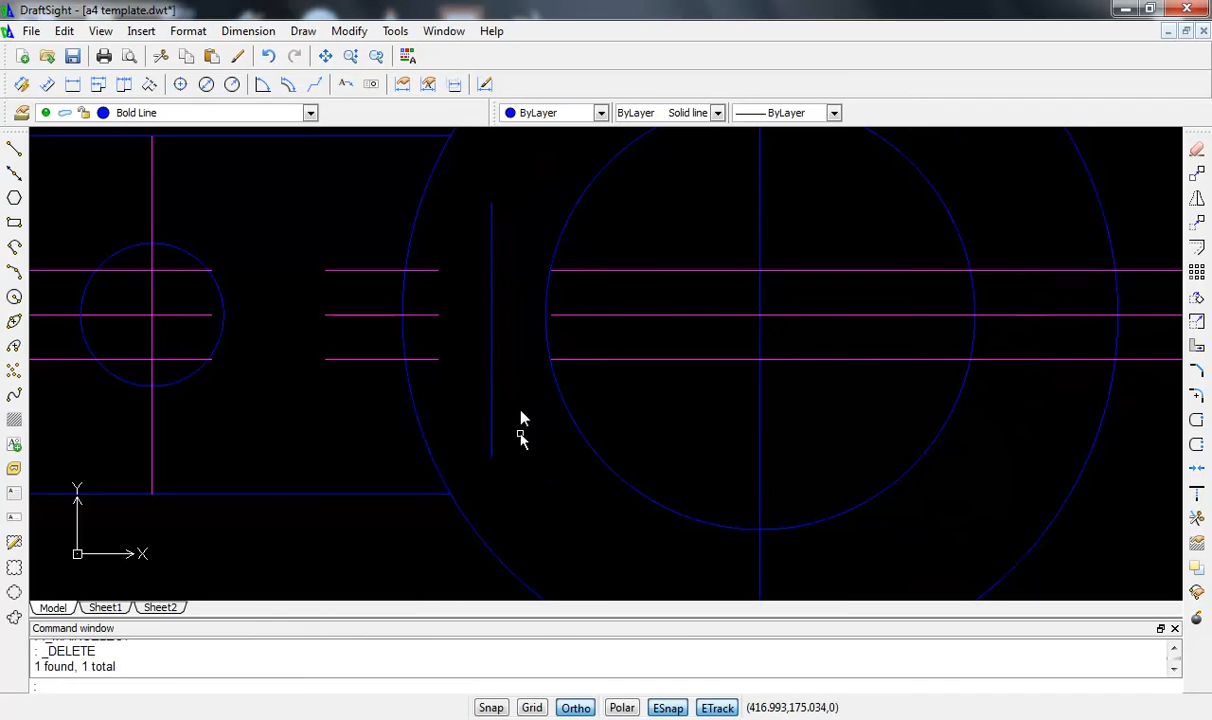 DraftSight - [a4 template.dwt*]
File Edit View Insert Format Dimension Draw Modify Tools Window Help
Bold Line ByLayer ByLayer Solid line ByLayer
Y
X
Model Sheet1 Sheet2
Command window
: _DELETE
1 found, 1 total
:
Snap Grid Ortho Polar ESnap ETrack (416.993,175.034,0)